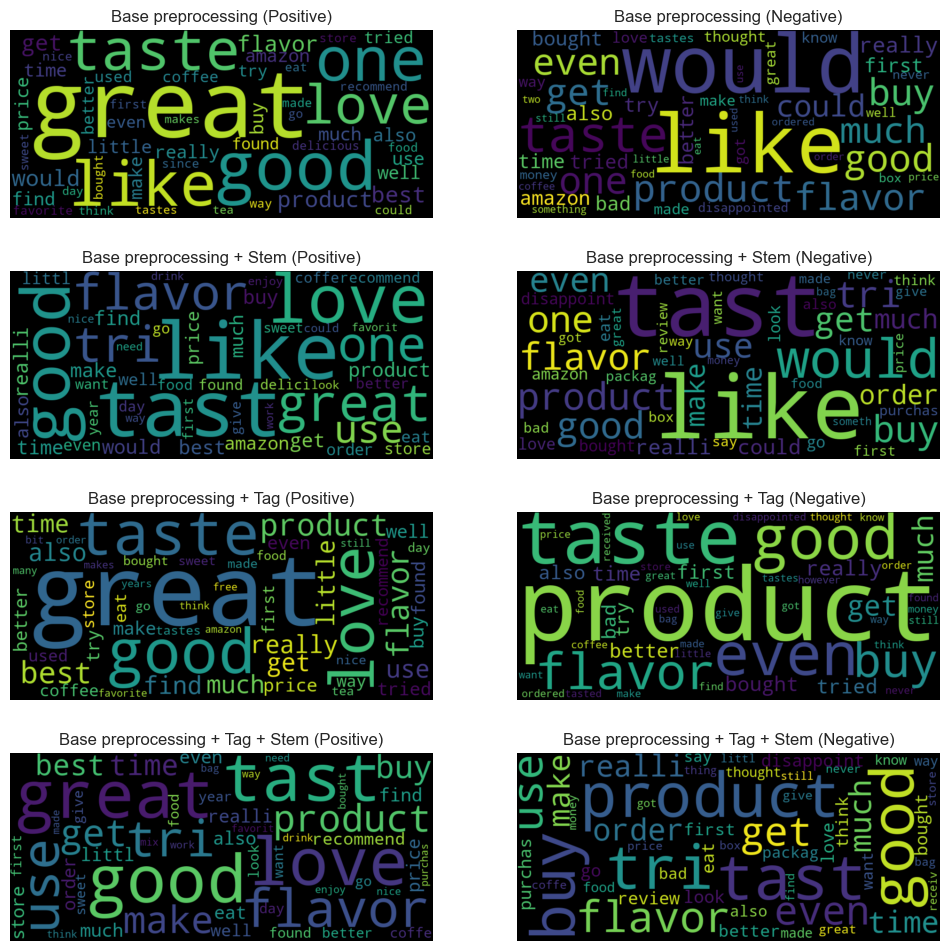 Base preprocessing (Positive)
get nice taste store tried
time flavor amazon one
used coffee try eat recommend
price better great made love
sweet first makes buy go
even much also
little really found delicious food
would bought make since good use well
find day like way product best
favorite think tastes tea could
Base preprocessing (Negative)
bought love tastes thought would know really
way even great use first never
two get find try make think could buy
still also better got used ordered well
taste like much
time tried little eat good
money food order
coffee one product box price
amazon bad flavor
something made disappointed
Base preprocessing + Stem (Positive)
littl flavor drink enjoy coffe recommend
good buy love
nice find tri go price much sweet could favorit
like one
realli make need product
want well food found delici look better
also year tast day first give great
way work use eat
time even would best amazon get order store
Base preprocessing + Stem (Negative)
even better thought made never think
disappoint tast bag tri give
one eat great want also get much
got review way look know
flavor well use money would price
amazon packag make time food order
product like purchas
bad good box someth buy
love bought realli say could go first
Base preprocessing + Tag (Positive)
time bit order taste product still well
also bought sweet made even food day
many makes great love little flavor recommend
better try store eat years free first found
go think buy
make tastes amazon
used good really nice use
best get way
coffee favorite find much price tea tried
Base preprocessing + Tag (Negative)
taste love disappointed thought know
price received good order
use really much
also time great first tastes however
well product found
eat food bad try used bag give got get money
way still
coffee better made even think buy
want flavor little
ordered tasted make find bought tried never
Base preprocessing + Tag + Stem (Positive)
best time even bag need tast buy
great way bought find
made give food year product
use get tri realli favorit
first littl also look drink recommend
order sweet mix work want love price purchas
store good enjoy go nice
make eat day flavor
think much well found better coffe
Base preprocessing + Tag + Stem (Negative)
use make realli say littl disappoint know way
thing thought still never good store
money product give
got get love think much bought
order first
price box eat packag
purchas buy go tri bad tast find want bag
food review look receiv
coffe flavor also even time
better made great